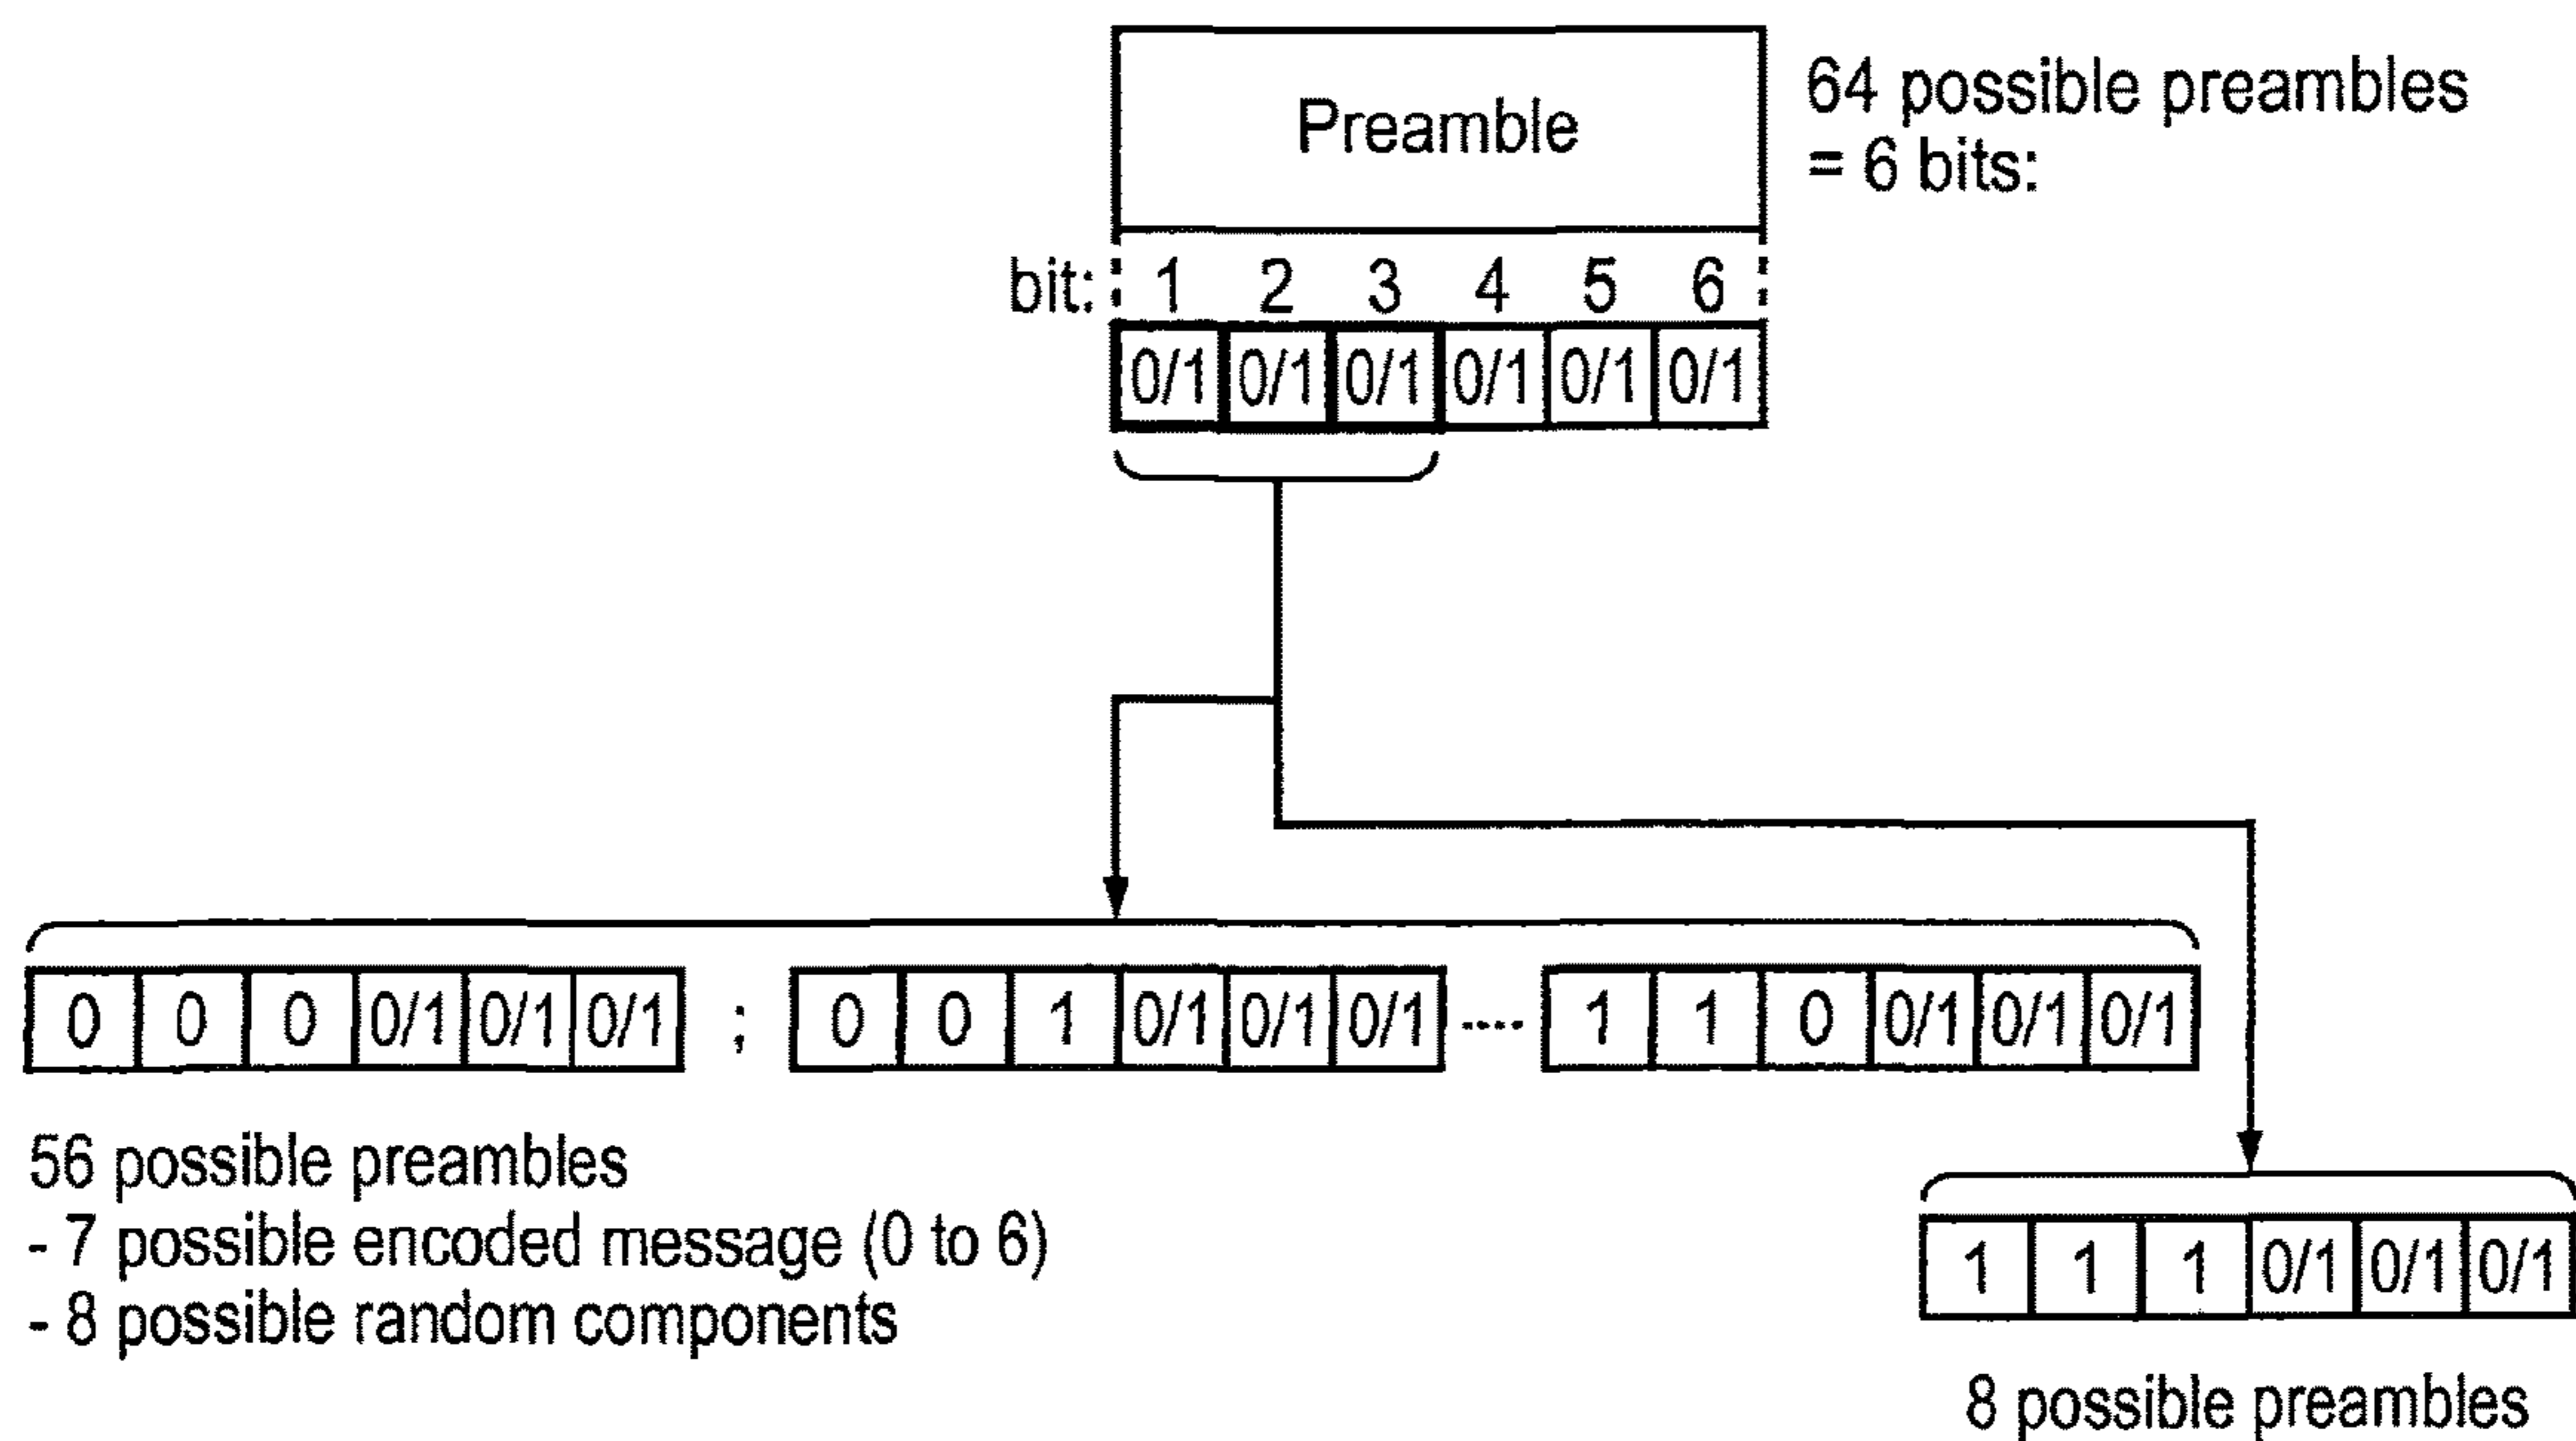 Preamble
64 possible preambles
= 6 bits:
bit: 1 2 3 4 5 6
0/1 0/1 0/1 0/1 0/1 0/1
0 0 0 0/1 0/1 0/1 ; 0 0 1 0/1 0/1 0/1 ---- 1 1 0 0/1 0/1 0/1
56 possible preambles
- 7 possible encoded message (0 to 6)
- 8 possible random components
1 1 1 0/1 0/1 0/1
8 possible preambles